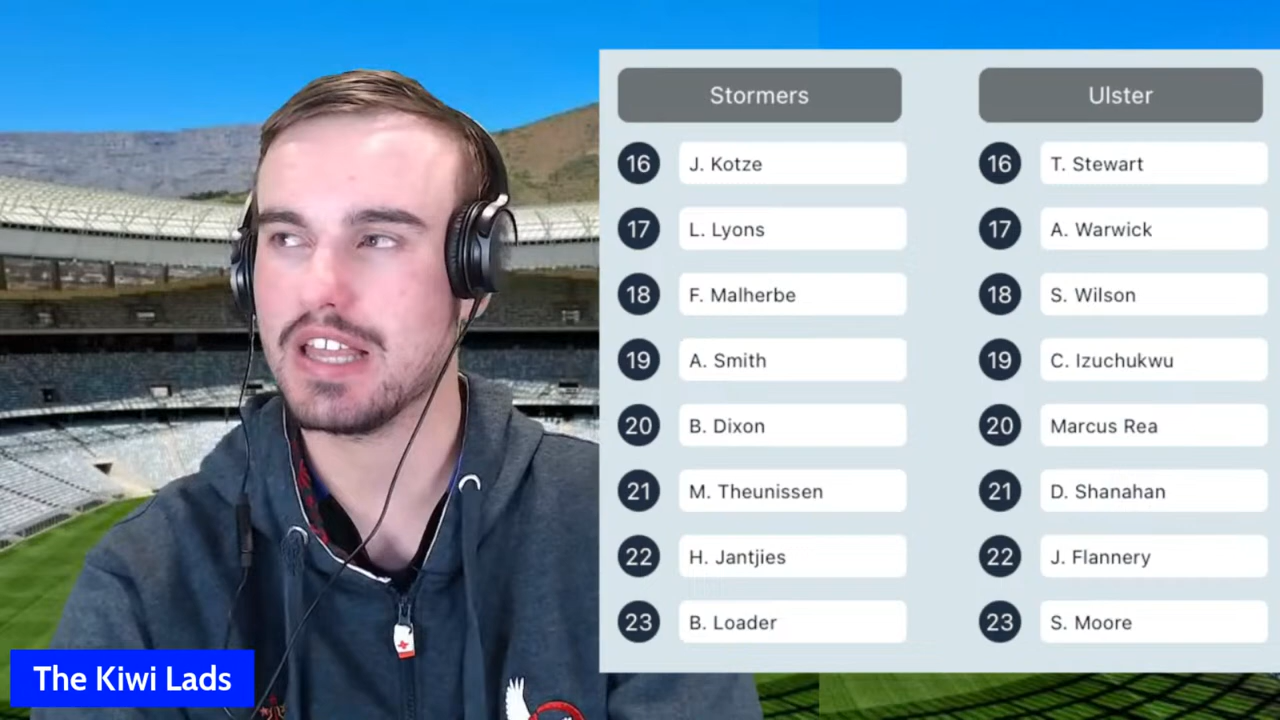 Stormers
16 J. Kotze
17 L. Lyons
18 F. Malherbe
19 A. Smith
20 B. Dixon
21 M. Theunissen
22 H. Jantjies
23 B. Loader
Ulster
16 T. Stewart
17 A. Warwick
18 S. Wilson
19 C. Izuchukwu
20 Marcus Rea
21 D. Shanahan
22 J. Flannery
23 S. Moore
The Kiwi Lads